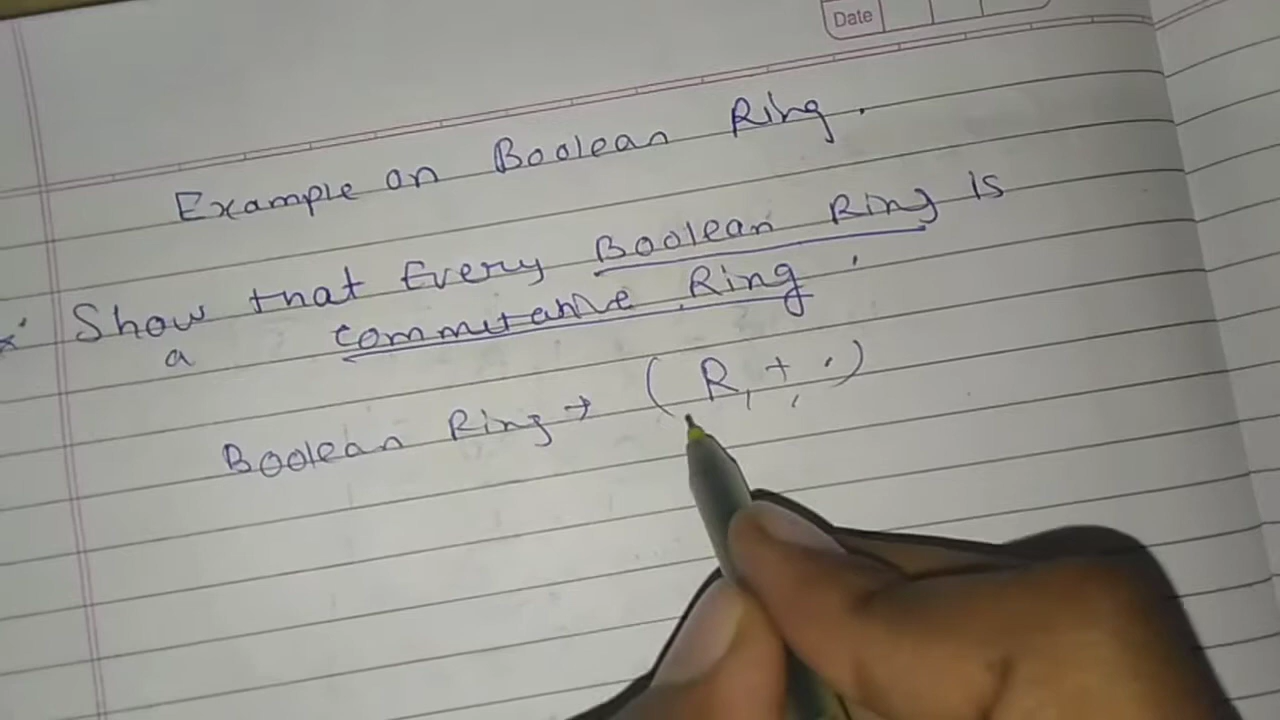 Date
Example on Boolean Ring.
Show that Every Boolean Ring is
a commutative Ring.
Boolean Ring → (R, +, ·)